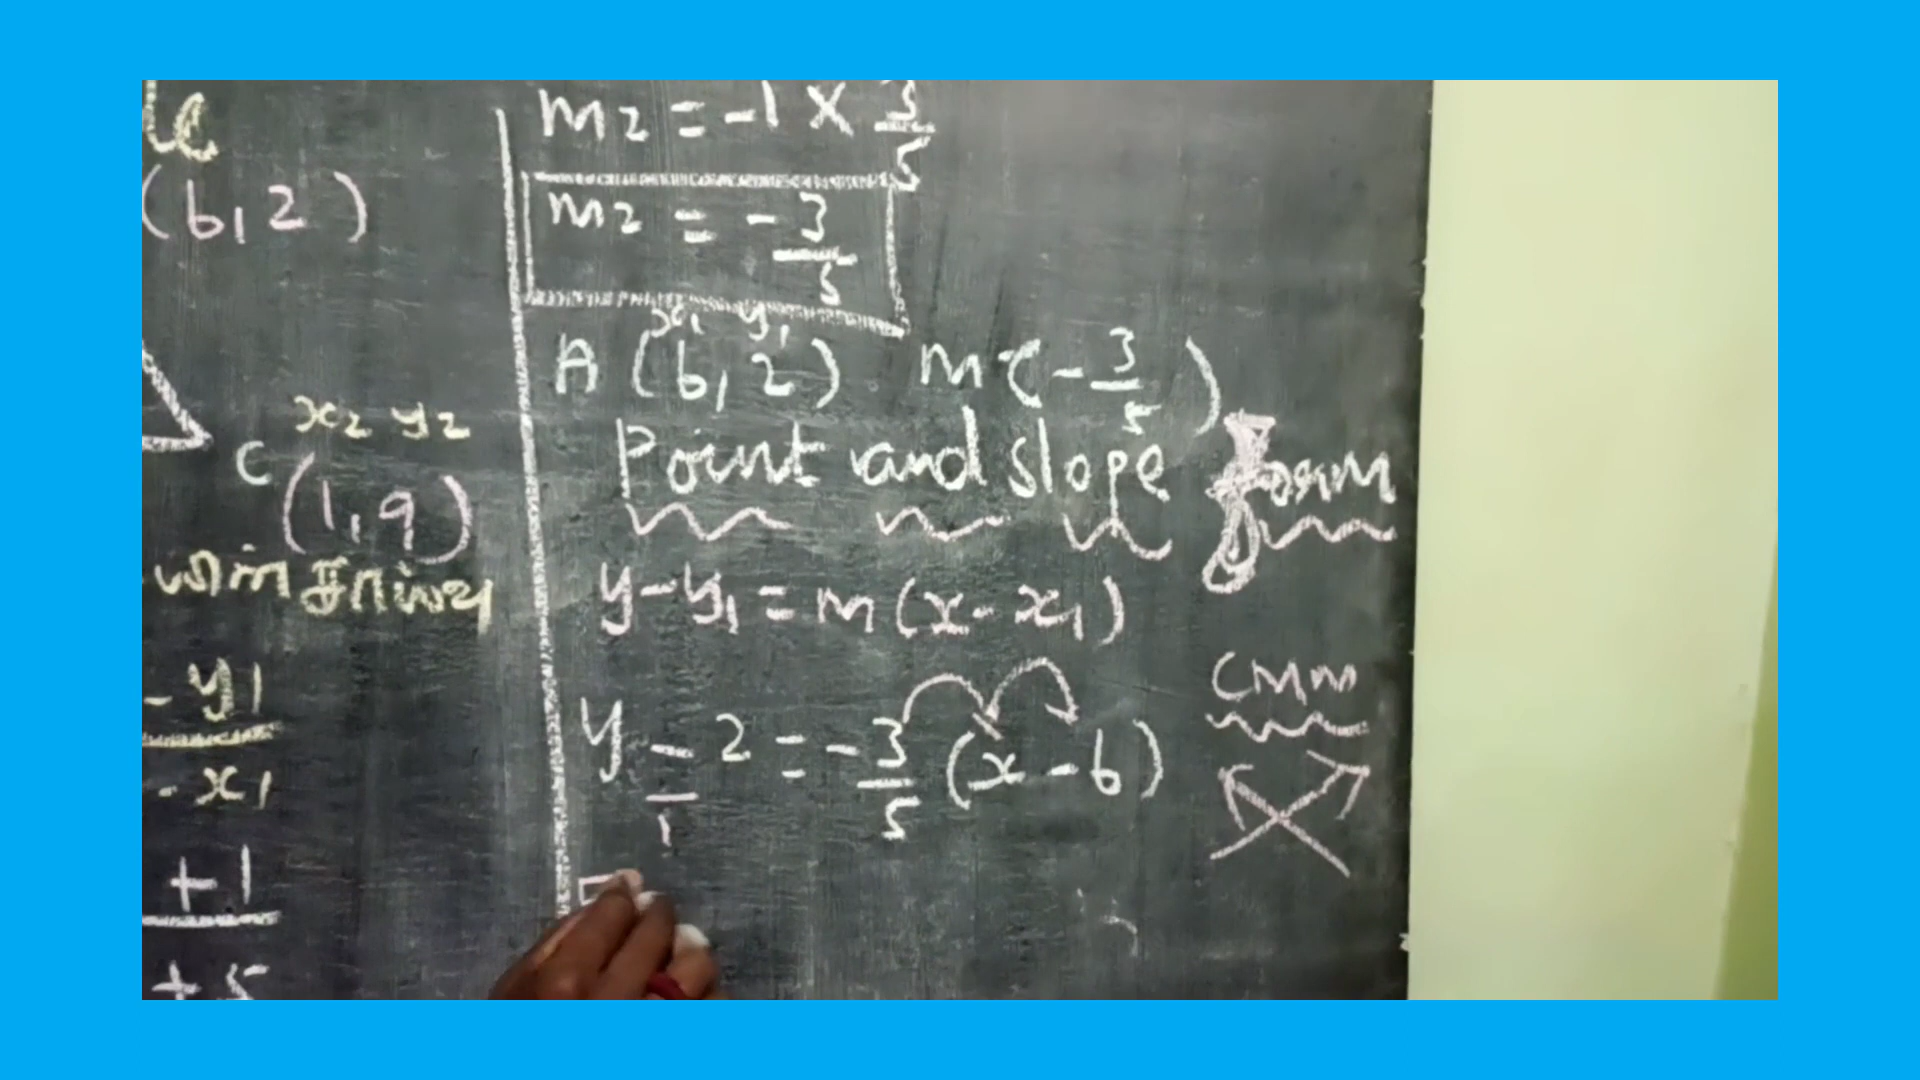 (6, 2)
x2 y2
C (1, 9)
யின் சாய்வு
- y1
- x1
+ 1
+ 5
m2 = -1 X 3/5
m2 = - 3/5
x1 y1
A (6, 2) m(- 3/5)
Point and slope form
y-y1 = m(x- x1)
y - 2 = - 3/5 (x - 6)
1